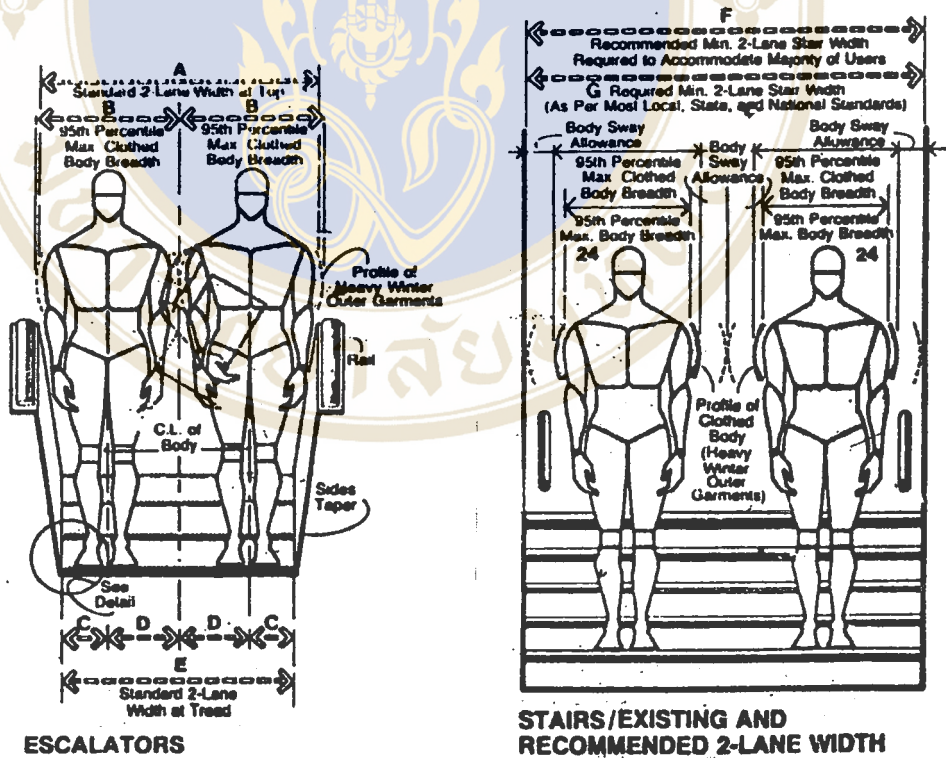 A
Standard 2-Lane Width at Top
B
B
95th Percentile
Max. Clothed
Body Breadth
95th Percentile
Max. Clothed
Body Breadth
Profile of
Heavy Winter
Outer Garments
Rail
C.L. of
Body
Sides
Taper
See
Detail
C
D
D
C
E
Standard 2-Lane
Width at Tread
ESCALATORS
F
Recommended Min. 2-Lane Stair Width
Required to Accommodate Majority of Users
G Required Min. 2-Lane Stair Width
(As Per Most Local, State, and National Standards)
Body Sway
Allowance
Body
Sway
Allowance
Body Sway
Allowance
95th Percentile
Max. Clothed
Body Breadth
95th Percentile
Max. Clothed
Body Breadth
95th Percentile
Max. Body Breadth
24
95th Percentile
Max. Body Breadth
24
Profile of
Clothed
Body
(Heavy
Winter
Outer
Garments)
STAIRS/EXISTING AND
RECOMMENDED 2-LANE WIDTH